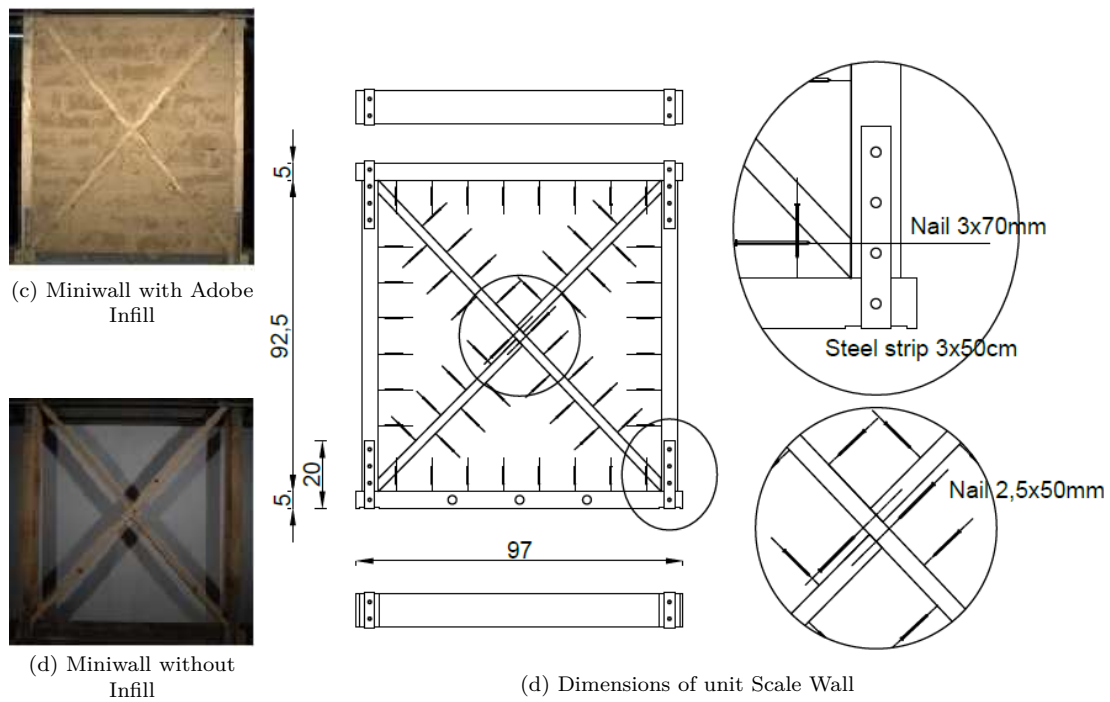 (c) Miniwall with Adobe
Infill
(d) Miniwall without
Infill
5
92,5
20
5
97
(d) Dimensions of unit Scale Wall
Nail 3x70mm
Steel strip 3x50cm
Nail 2,5x50mm